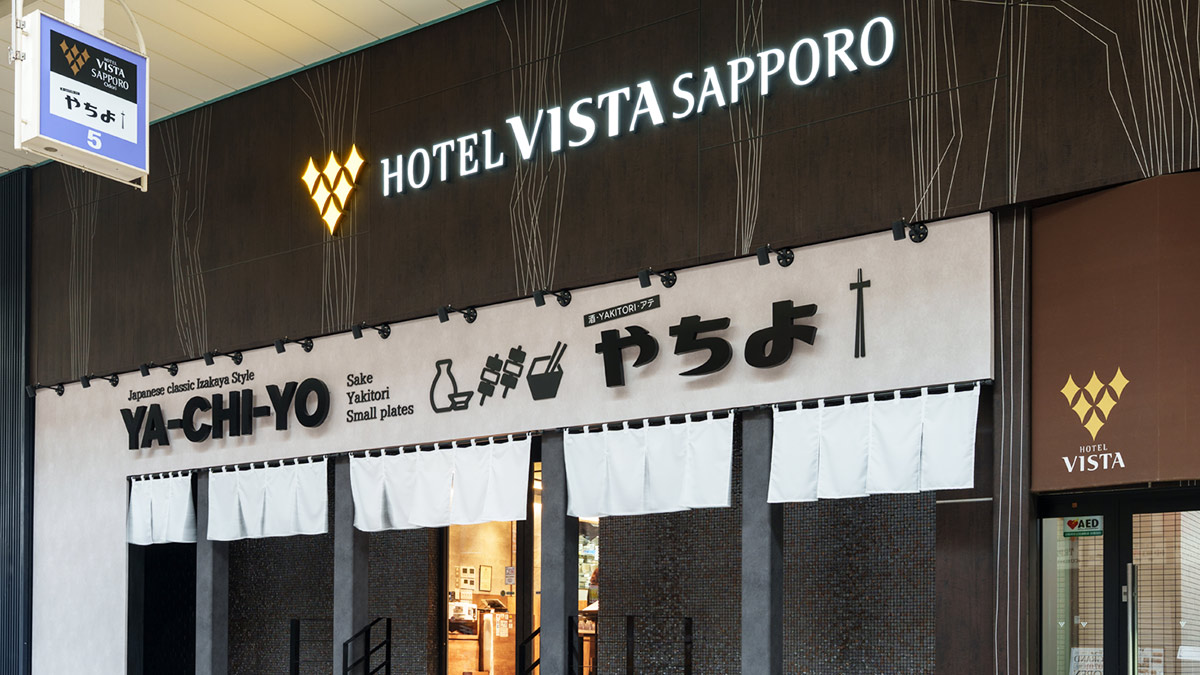 HOTEL
VISTA
SAPPORO
やちよ
5
HOTEL VISTA SAPPORO
酒・YAKITORI・アテ
やちよ
Japanese classic Izakaya Style
YA-CHI-YO
Sake
Yakitori
Small plates
HOTEL
VISTA
AED